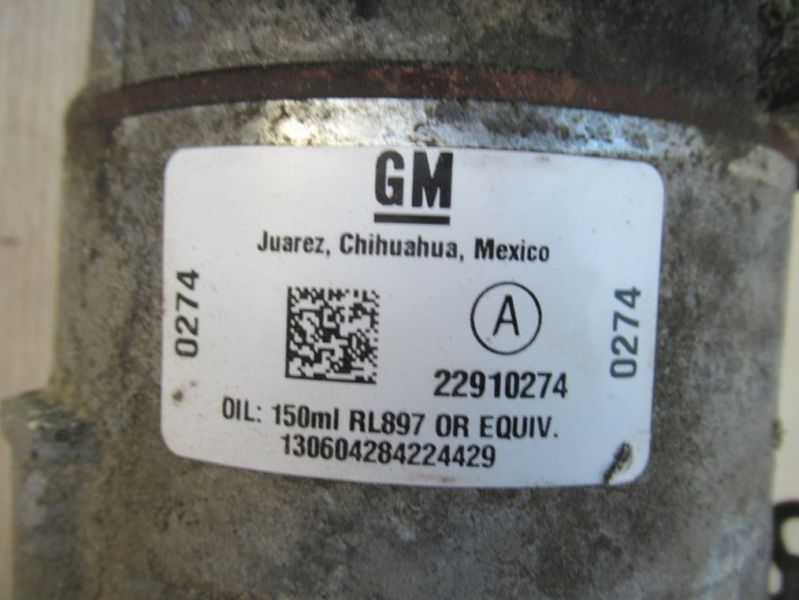 GM
Juarez, Chihuahua, Mexico
0274
A
0274
22910274
OIL: 150ml RL897 OR EQUIV.
130604284224429